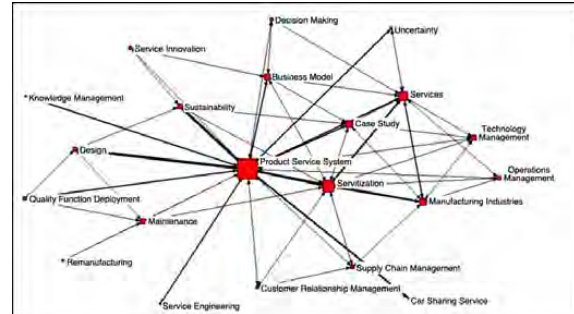 Decision Making
Uncertainty
Service Innovation
Business Model
Services
Knowledge Management
Sustainability
Case Study
Technology
Management
Design
Product Service System
Operations
Management
Servitization
Quality Function Deployment
Manufacturing Industries
Maintenance
Remanufacturing
Supply Chain Management
Customer Relationship Management
Car Sharing Service
Service Engineering